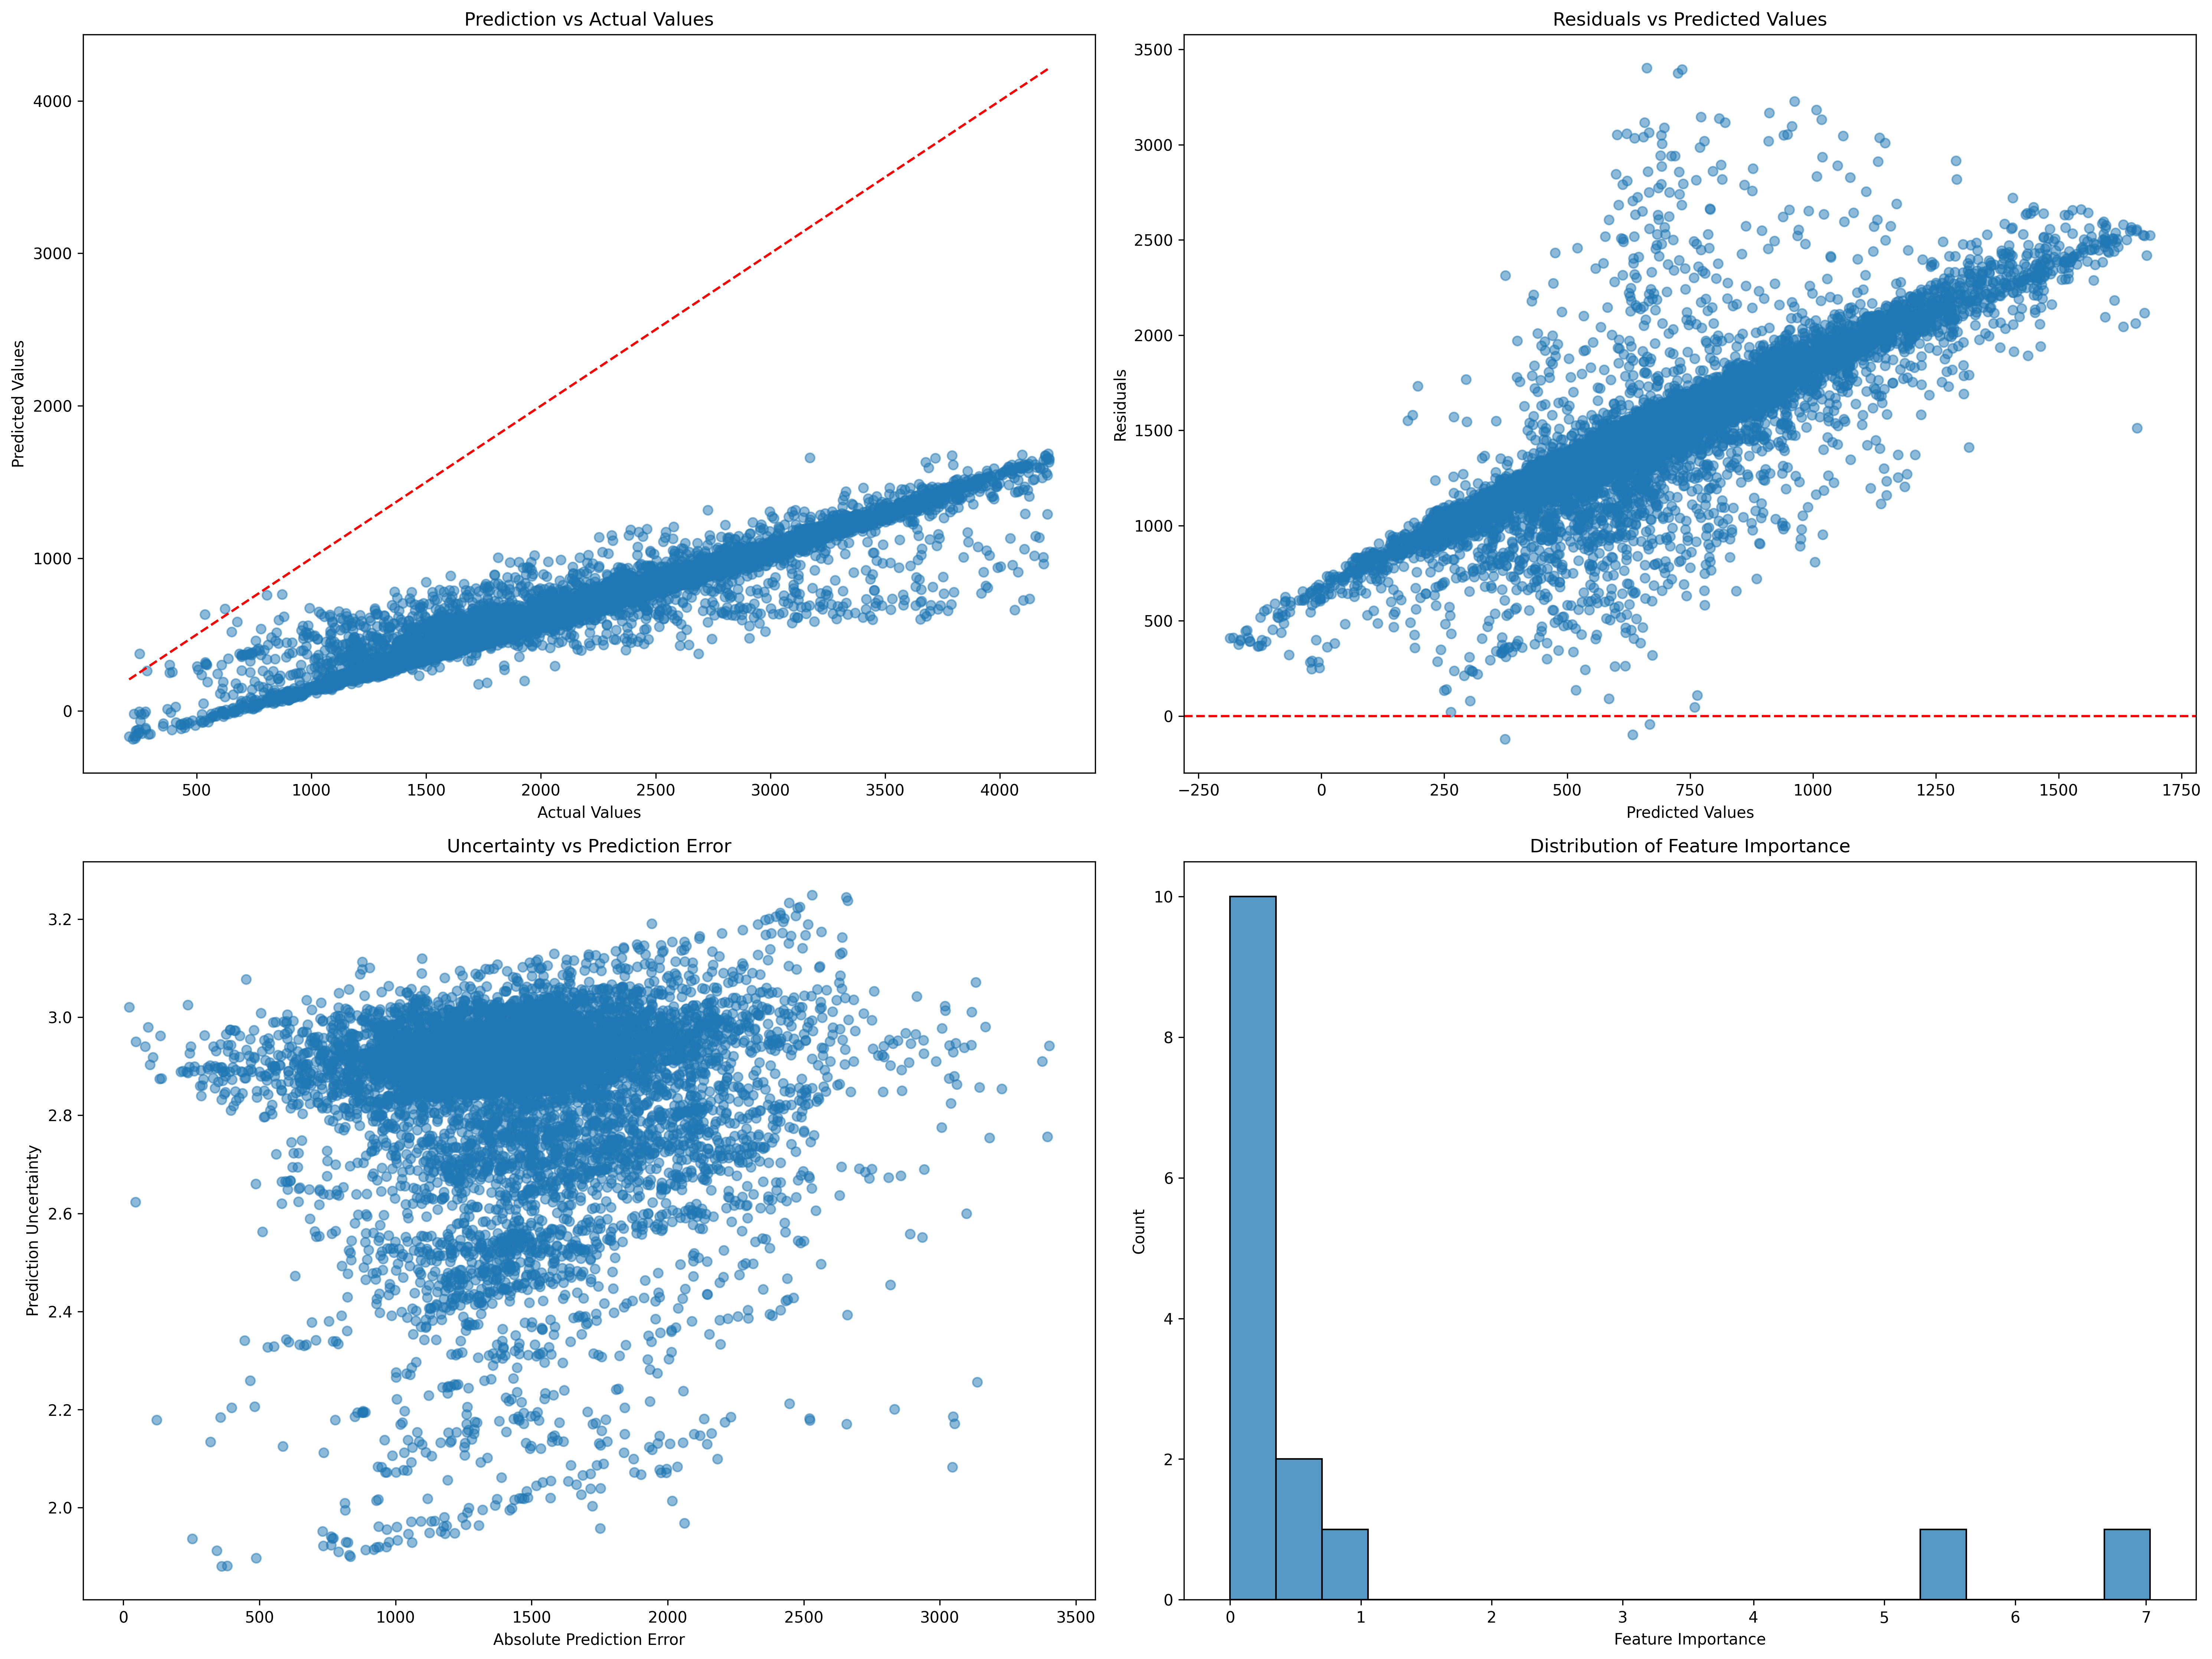 Prediction vs Actual Values
Predicted Values
4000
3000
2000
1000
0
500 1000 1500 2000 2500 3000 3500 4000
Actual Values
Residuals vs Predicted Values
Residuals
3500
3000
2500
2000
1500
1000
500
0
−250 0 250 500 750 1000 1250 1500 1750
Predicted Values
Uncertainty vs Prediction Error
Prediction Uncertainty
3.2
3.0
2.8
2.6
2.4
2.2
2.0
0 500 1000 1500 2000 2500 3000 3500
Absolute Prediction Error
Distribution of Feature Importance
Count
10
8
6
4
2
0
0 1 2 3 4 5 6 7
Feature Importance